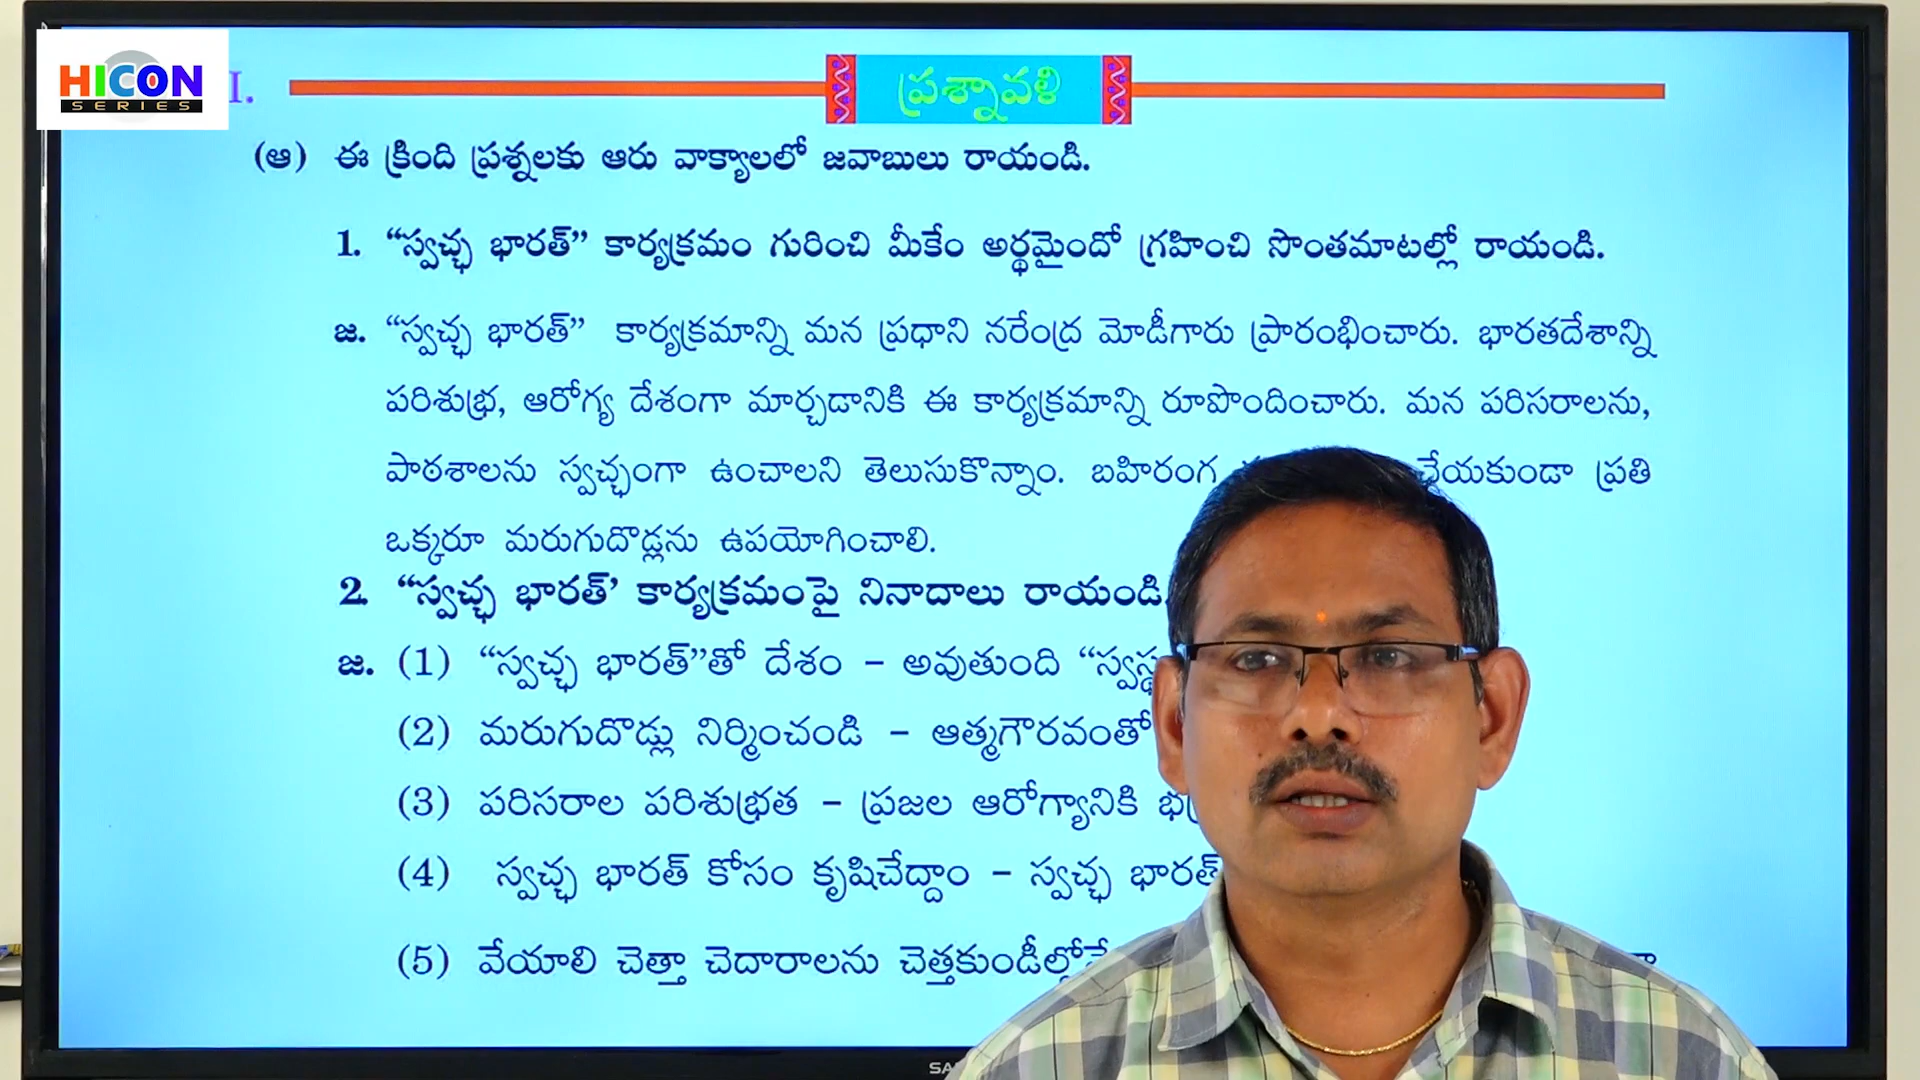 HICON
SERIES
I.
ప్రశ్నావళి
(ఆ) ఈ క్రింది ప్రశ్నలకు ఆరు వాక్యాలలో జవాబులు రాయండి.
1. “స్వచ్ఛ భారత్” కార్యక్రమం గురించి మీకేం అర్థమైందో గ్రహించి సొంతమాటల్లో రాయండి.
జ. “స్వచ్ఛ భారత్” కార్యక్రమాన్ని మన ప్రధాని నరేంద్ర మోడీగారు ప్రారంభించారు. భారతదేశాన్ని
పరిశుభ్ర, ఆరోగ్య దేశంగా మార్చడానికి ఈ కార్యక్రమాన్ని రూపొందించారు. మన పరిసరాలను,
పాఠశాలను స్వచ్ఛంగా ఉంచాలని తెలుసుకొన్నాం. బహిరంగ చేయకుండా ప్రతి
ఒక్కరూ మరుగుదొడ్లను ఉపయోగించాలి.
2. “స్వచ్ఛ భారత్’ కార్యక్రమంపై నినాదాలు రాయండి.
జ. (1) “స్వచ్ఛ భారత్”తో దేశం – అవుతుంది
(2) మరుగుదొడ్లు నిర్మించండి – ఆత్మగౌరవంతో
(3) పరిసరాల పరిశుభ్రత – ప్రజల ఆరోగ్యానికి
(4) స్వచ్ఛ భారత్ కోసం కృషిచేద్దాం – స్వచ్ఛ భారత్
(5) వేయాలి చెత్తా చెదారాలను